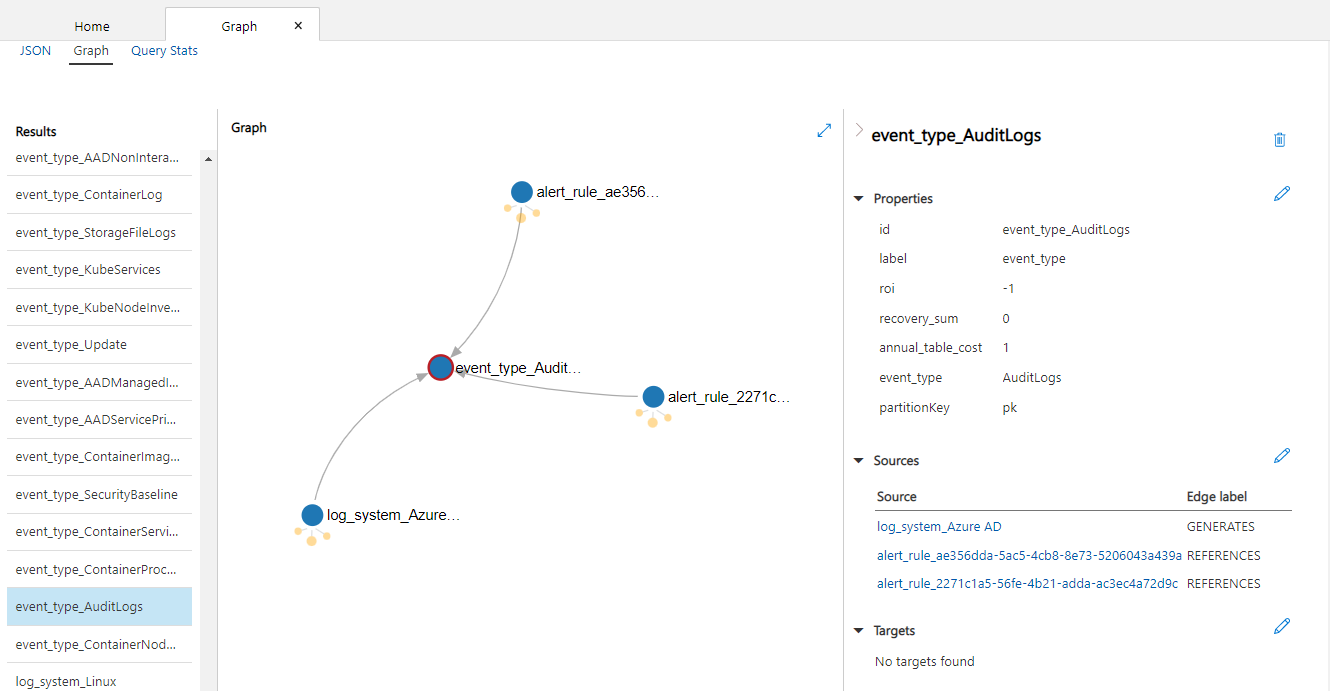 Home
Graph ✕
JSON Graph Query Stats
Results
event_type_AADNonIntera...
event_type_ContainerLog
event_type_StorageFileLogs
event_type_KubeServices
event_type_KubeNodeInve...
event_type_Update
event_type_AADManagedI...
event_type_AADServicePri...
event_type_ContainerImag...
event_type_SecurityBaseline
event_type_ContainerServi...
event_type_ContainerProc...
event_type_AuditLogs
event_type_ContainerNod...
log_system_Linux
Graph
alert_rule_ae356...
event_type_Audit...
alert_rule_2271c...
log_system_Azure...
event_type_AuditLogs
Properties
id event_type_AuditLogs
label event_type
roi -1
recovery_sum 0
annual_table_cost 1
event_type AuditLogs
partitionKey pk
Sources
Source Edge label
log_system_Azure AD GENERATES
alert_rule_ae356dda-5ac5-4cb8-8e73-5206043a439a REFERENCES
alert_rule_2271c1a5-56fe-4b21-adda-ac3ec4a72d9c REFERENCES
Targets
No targets found